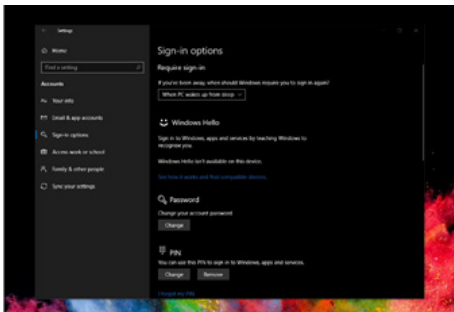 Settings
Home
Find a setting
Accounts
Your info
Email & app accounts
Sign-in options
Access work or school
Family & other people
Sync your settings
Sign-in options
Require sign-in
If you've been away, when should Windows require you to sign in again?
When PC wakes up from sleep
Windows Hello
Sign in to Windows, apps and services by teaching Windows to
recognise you.
Windows Hello isn't available on this device.
See how it works and find compatible devices.
Password
Change your account password
Change
PIN
You can use this PIN to sign in to Windows, apps and services.
Change Remove
I forgot my PIN